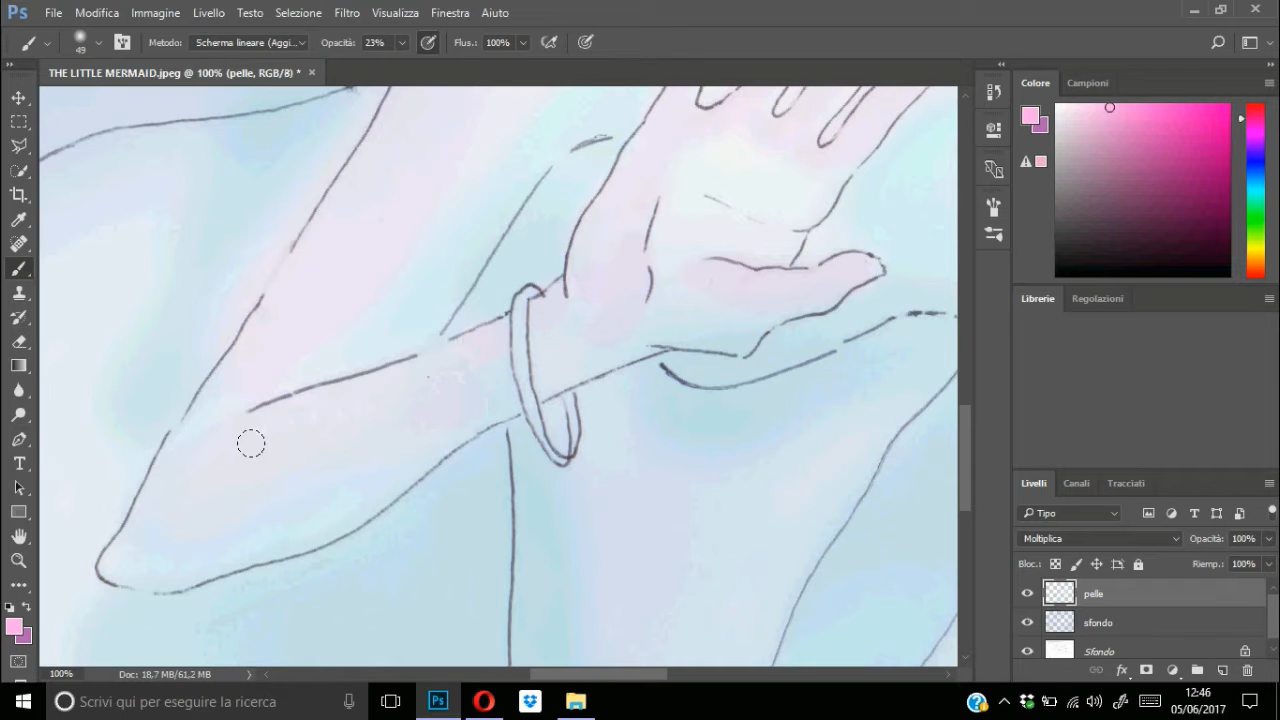 Ps File Modifica Immagine Livello Testo Selezione Filtro Visualizza Finestra Aiuto
49 Metodo: Scherma lineare (Aggi... Opacità: 23% Flus.: 100%
THE LITTLE MERMAID.jpeg @ 100% (pelle, RGB/8) *
Colore Campioni
Librerie Regolazioni
Livelli Canali Tracciati
Tipo
Moltiplica Opacità: 100%
Bloc.: Riemp.: 100%
pelle
sfondo
Sfondo
100% Doc: 18,7 MB/61,2 MB
Scrivi qui per eseguire la ricerca Ps 12:46
05/06/2017